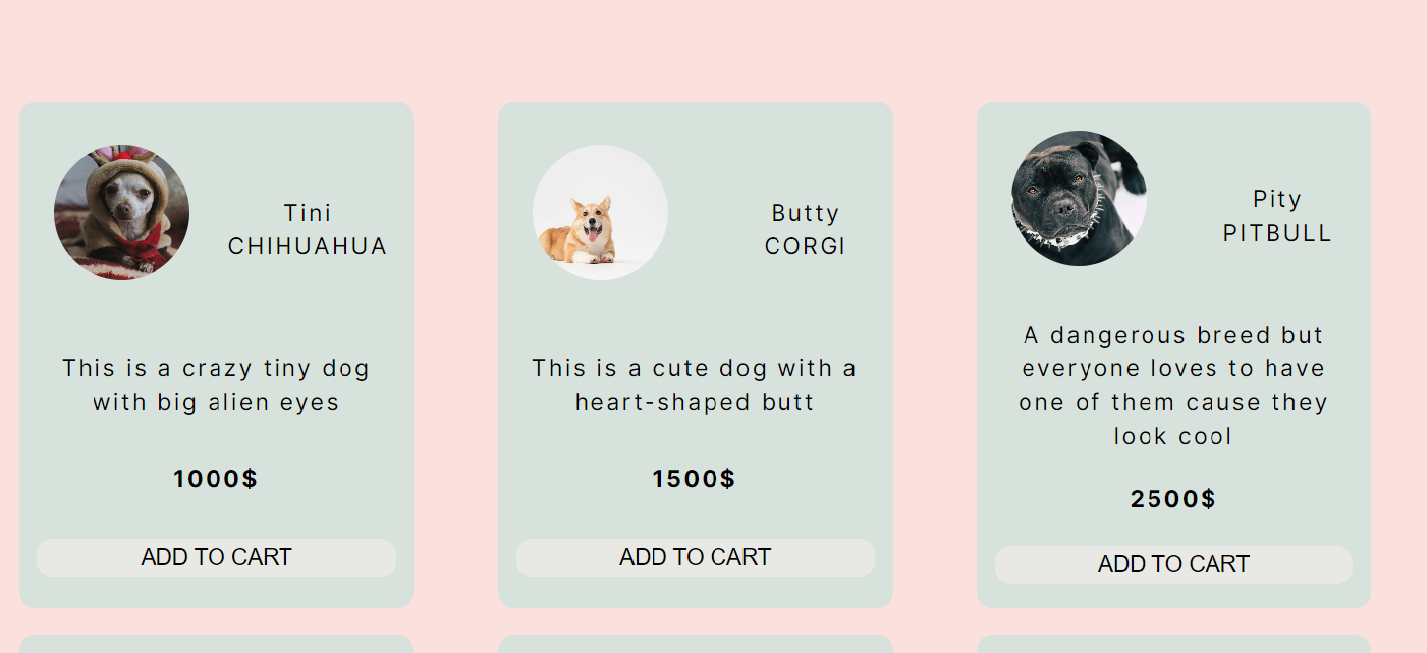 Tini
CHIHUAHUA
This is a crazy tiny dog
with big alien eyes
1000$
ADD TO CART
Butty
CORGI
This is a cute dog with a
heart-shaped butt
1500$
ADD TO CART
Pity
PITBULL
A dangerous breed but
everyone loves to have
one of them cause they
look cool
2500$
ADD TO CART